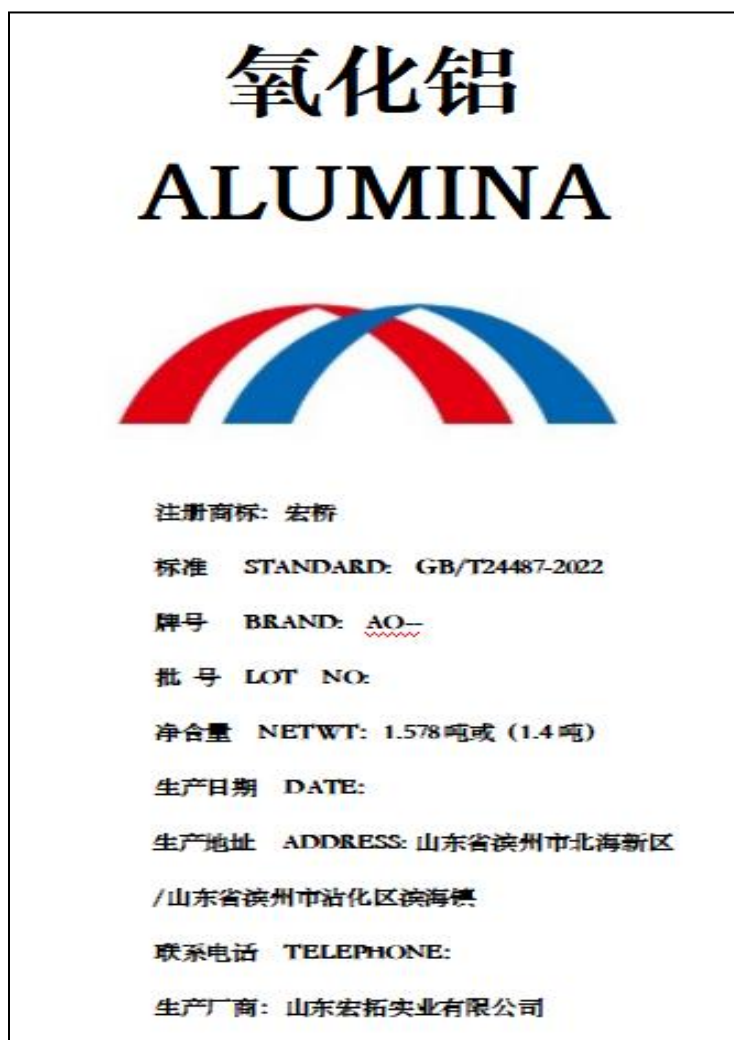 氧化铝
ALUMINA
注册商标：宏桥
标准 STANDARD: GB/T24487-2022
牌号 BRAND: AO--
批 号 LOT NO:
净含量 NETWT: 1.578吨或（1.4吨）
生产日期 DATE:
生产地址 ADDRESS: 山东省滨州市北海新区
/山东省滨州市沾化区滨海镇
联系电话 TELEPHONE:
生产厂商：山东宏拓实业有限公司